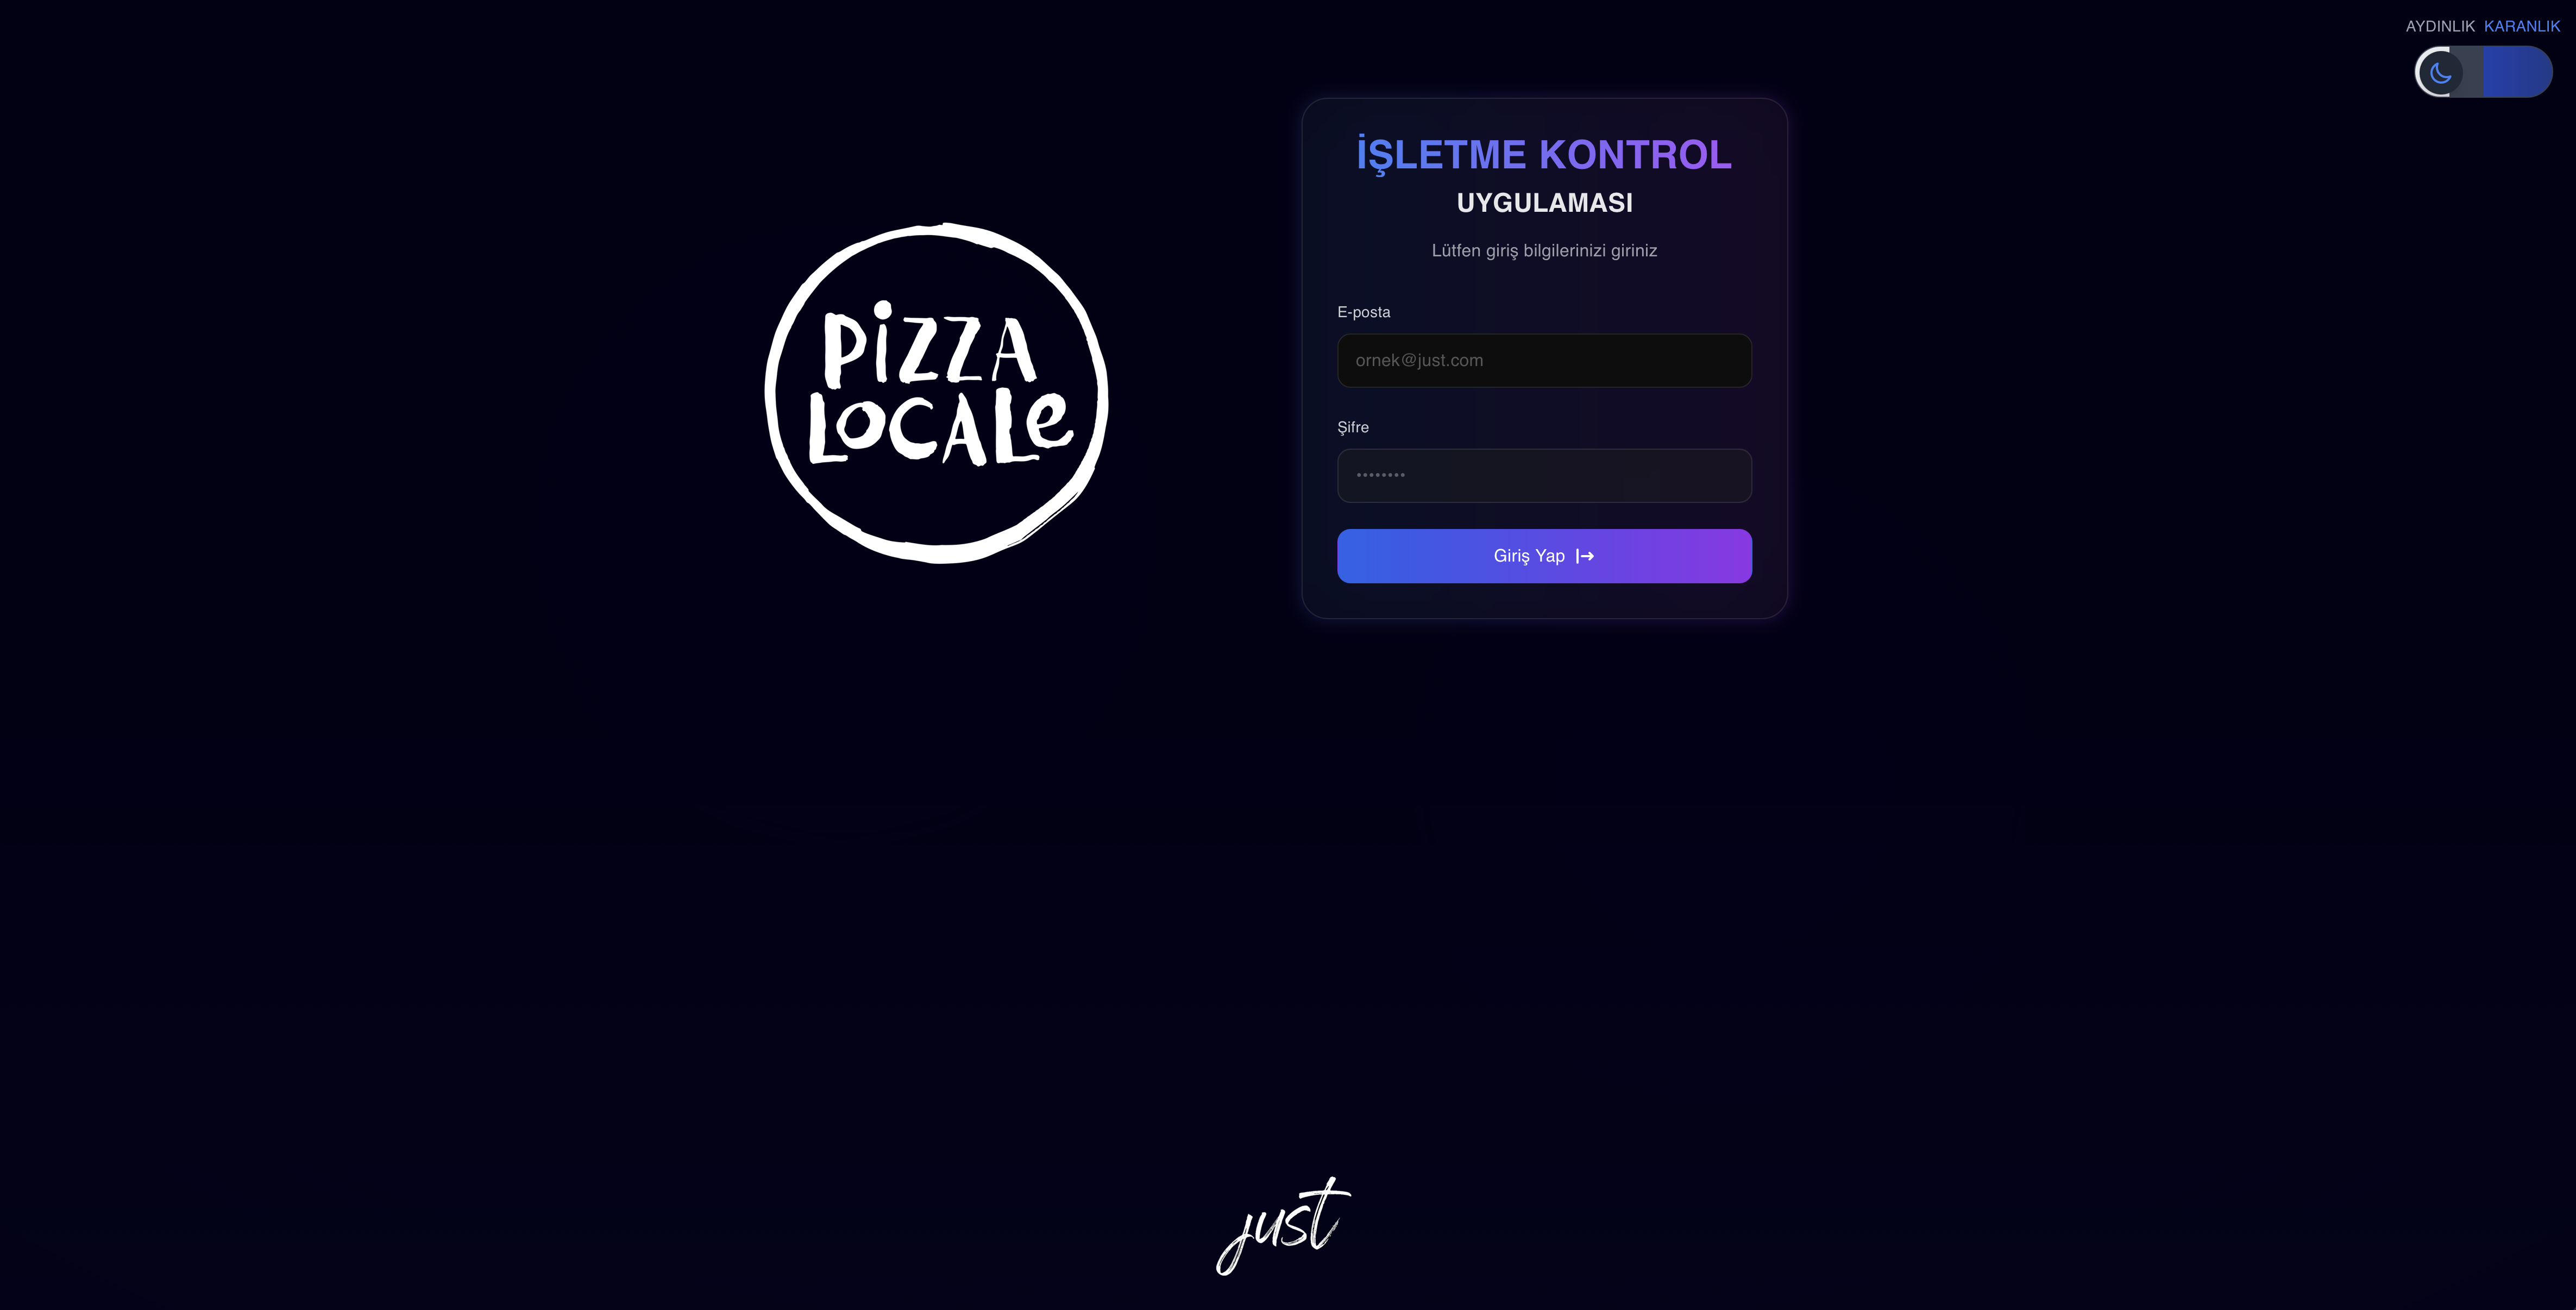 AYDINLIK KARANLIK
PiZZA
LOCALe
İŞLETME KONTROL
UYGULAMASI
Lütfen giriş bilgilerinizi giriniz
E-posta
ornek@just.com
Şifre
••••••••
Giriş Yap
just